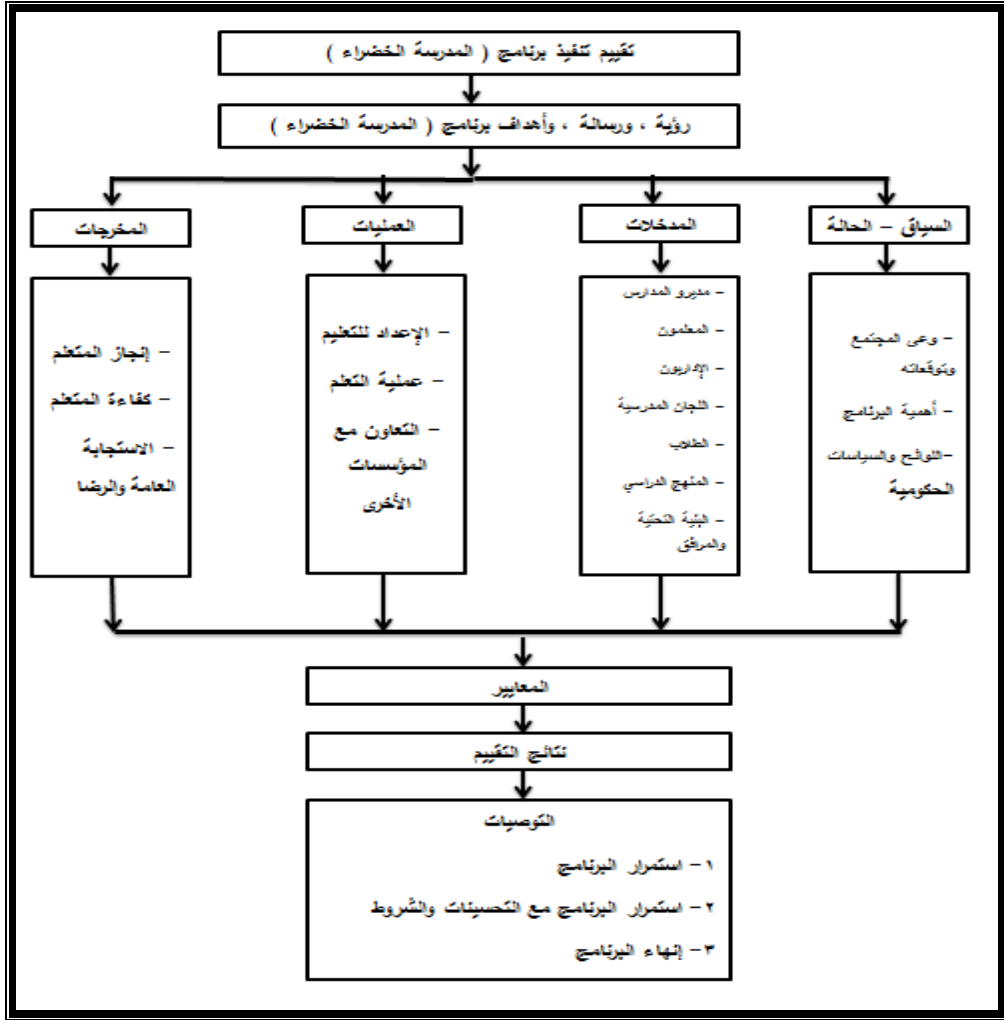 تقييم تنفيذ برنامج ( المدرسة الخضراء )
رؤية ، ورسالة ، وأهداف برنامج ( المدرسة الخضراء )
السياق – الحالة
– وعى المجتمع
وتوقعاته
– أهمية البرنامج
–اللوائح والسياسات
الحكومية
المدخلات
– مديرو المدارس
– المعلمون
– الإداريون
– اللجان المدرسية
– الطلاب
– المنهج الدراسي
– البنية التحتية
والمرافق
العمليات
– الإعداد للتعليم
– عملية التعلم
– التعاون مع
المؤسسات
الأخرى
المخرجات
– إنجاز المتعلم
– كفاءة المتعلم
– الاستجابة
العامة والرضا
المعايير
نتائج التقييم
التوصيات
١– استمرار البرنامج
٢– استمرار البرنامج مع التحسينات والشروط
٣– إنهاء البرنامج